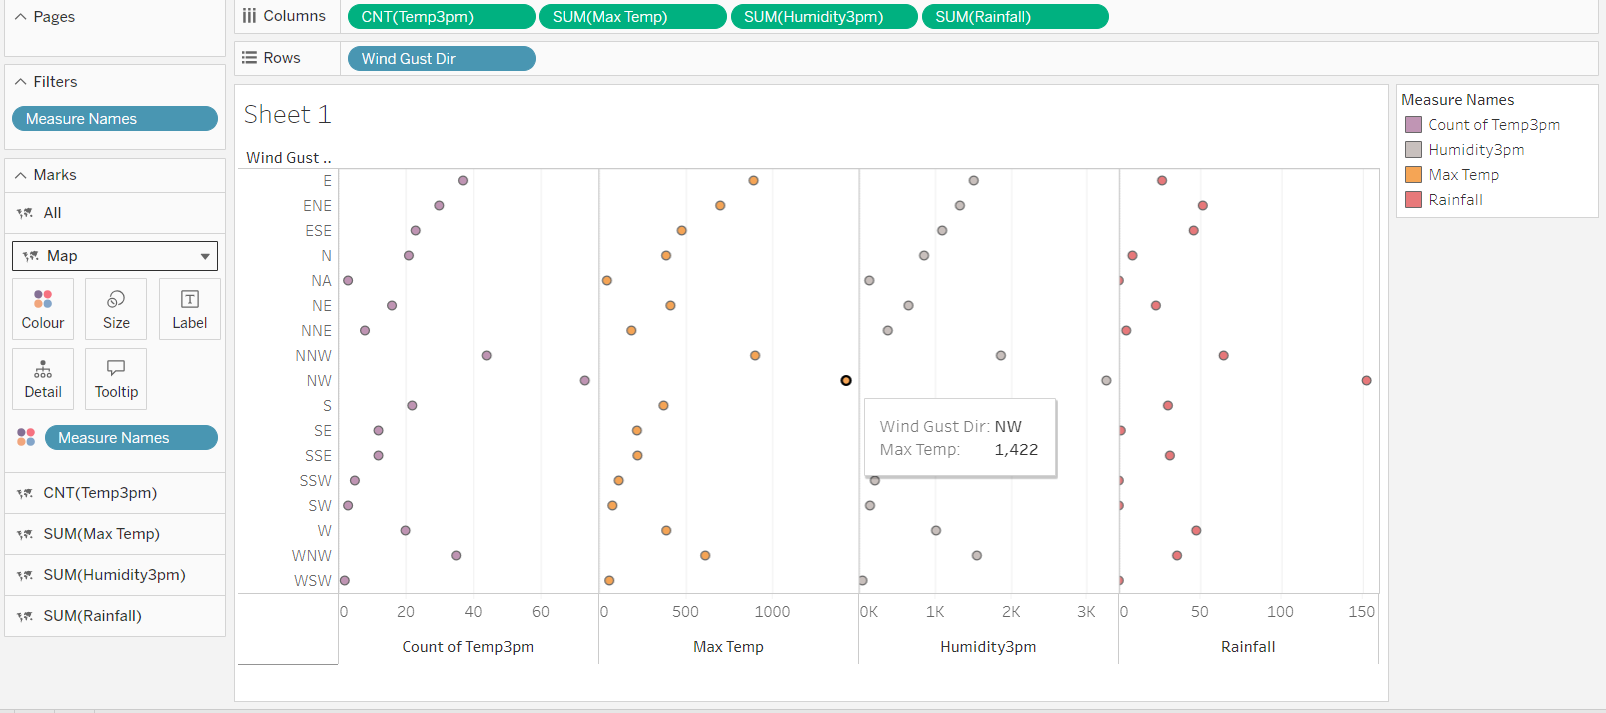 Pages
Columns
CNT(Temp3pm)
SUM(Max Temp)
SUM(Humidity3pm)
SUM(Rainfall)
Rows
Wind Gust Dir
Filters
Measure Names
Marks
All
Map
Colour
Size
Label
Detail
Tooltip
Measure Names
CNT(Temp3pm)
SUM(Max Temp)
SUM(Humidity3pm)
SUM(Rainfall)
Sheet 1
Wind Gust ..
E
ENE
ESE
N
NA
NE
NNE
NNW
NW
S
SE
SSE
SSW
SW
W
WNW
WSW
Wind Gust Dir: NW
Max Temp: 1,422
0 20 40 60
0 500 1000
0K 1K 2K 3K
0 50 100 150
Count of Temp3pm
Max Temp
Humidity3pm
Rainfall
Measure Names
Count of Temp3pm
Humidity3pm
Max Temp
Rainfall